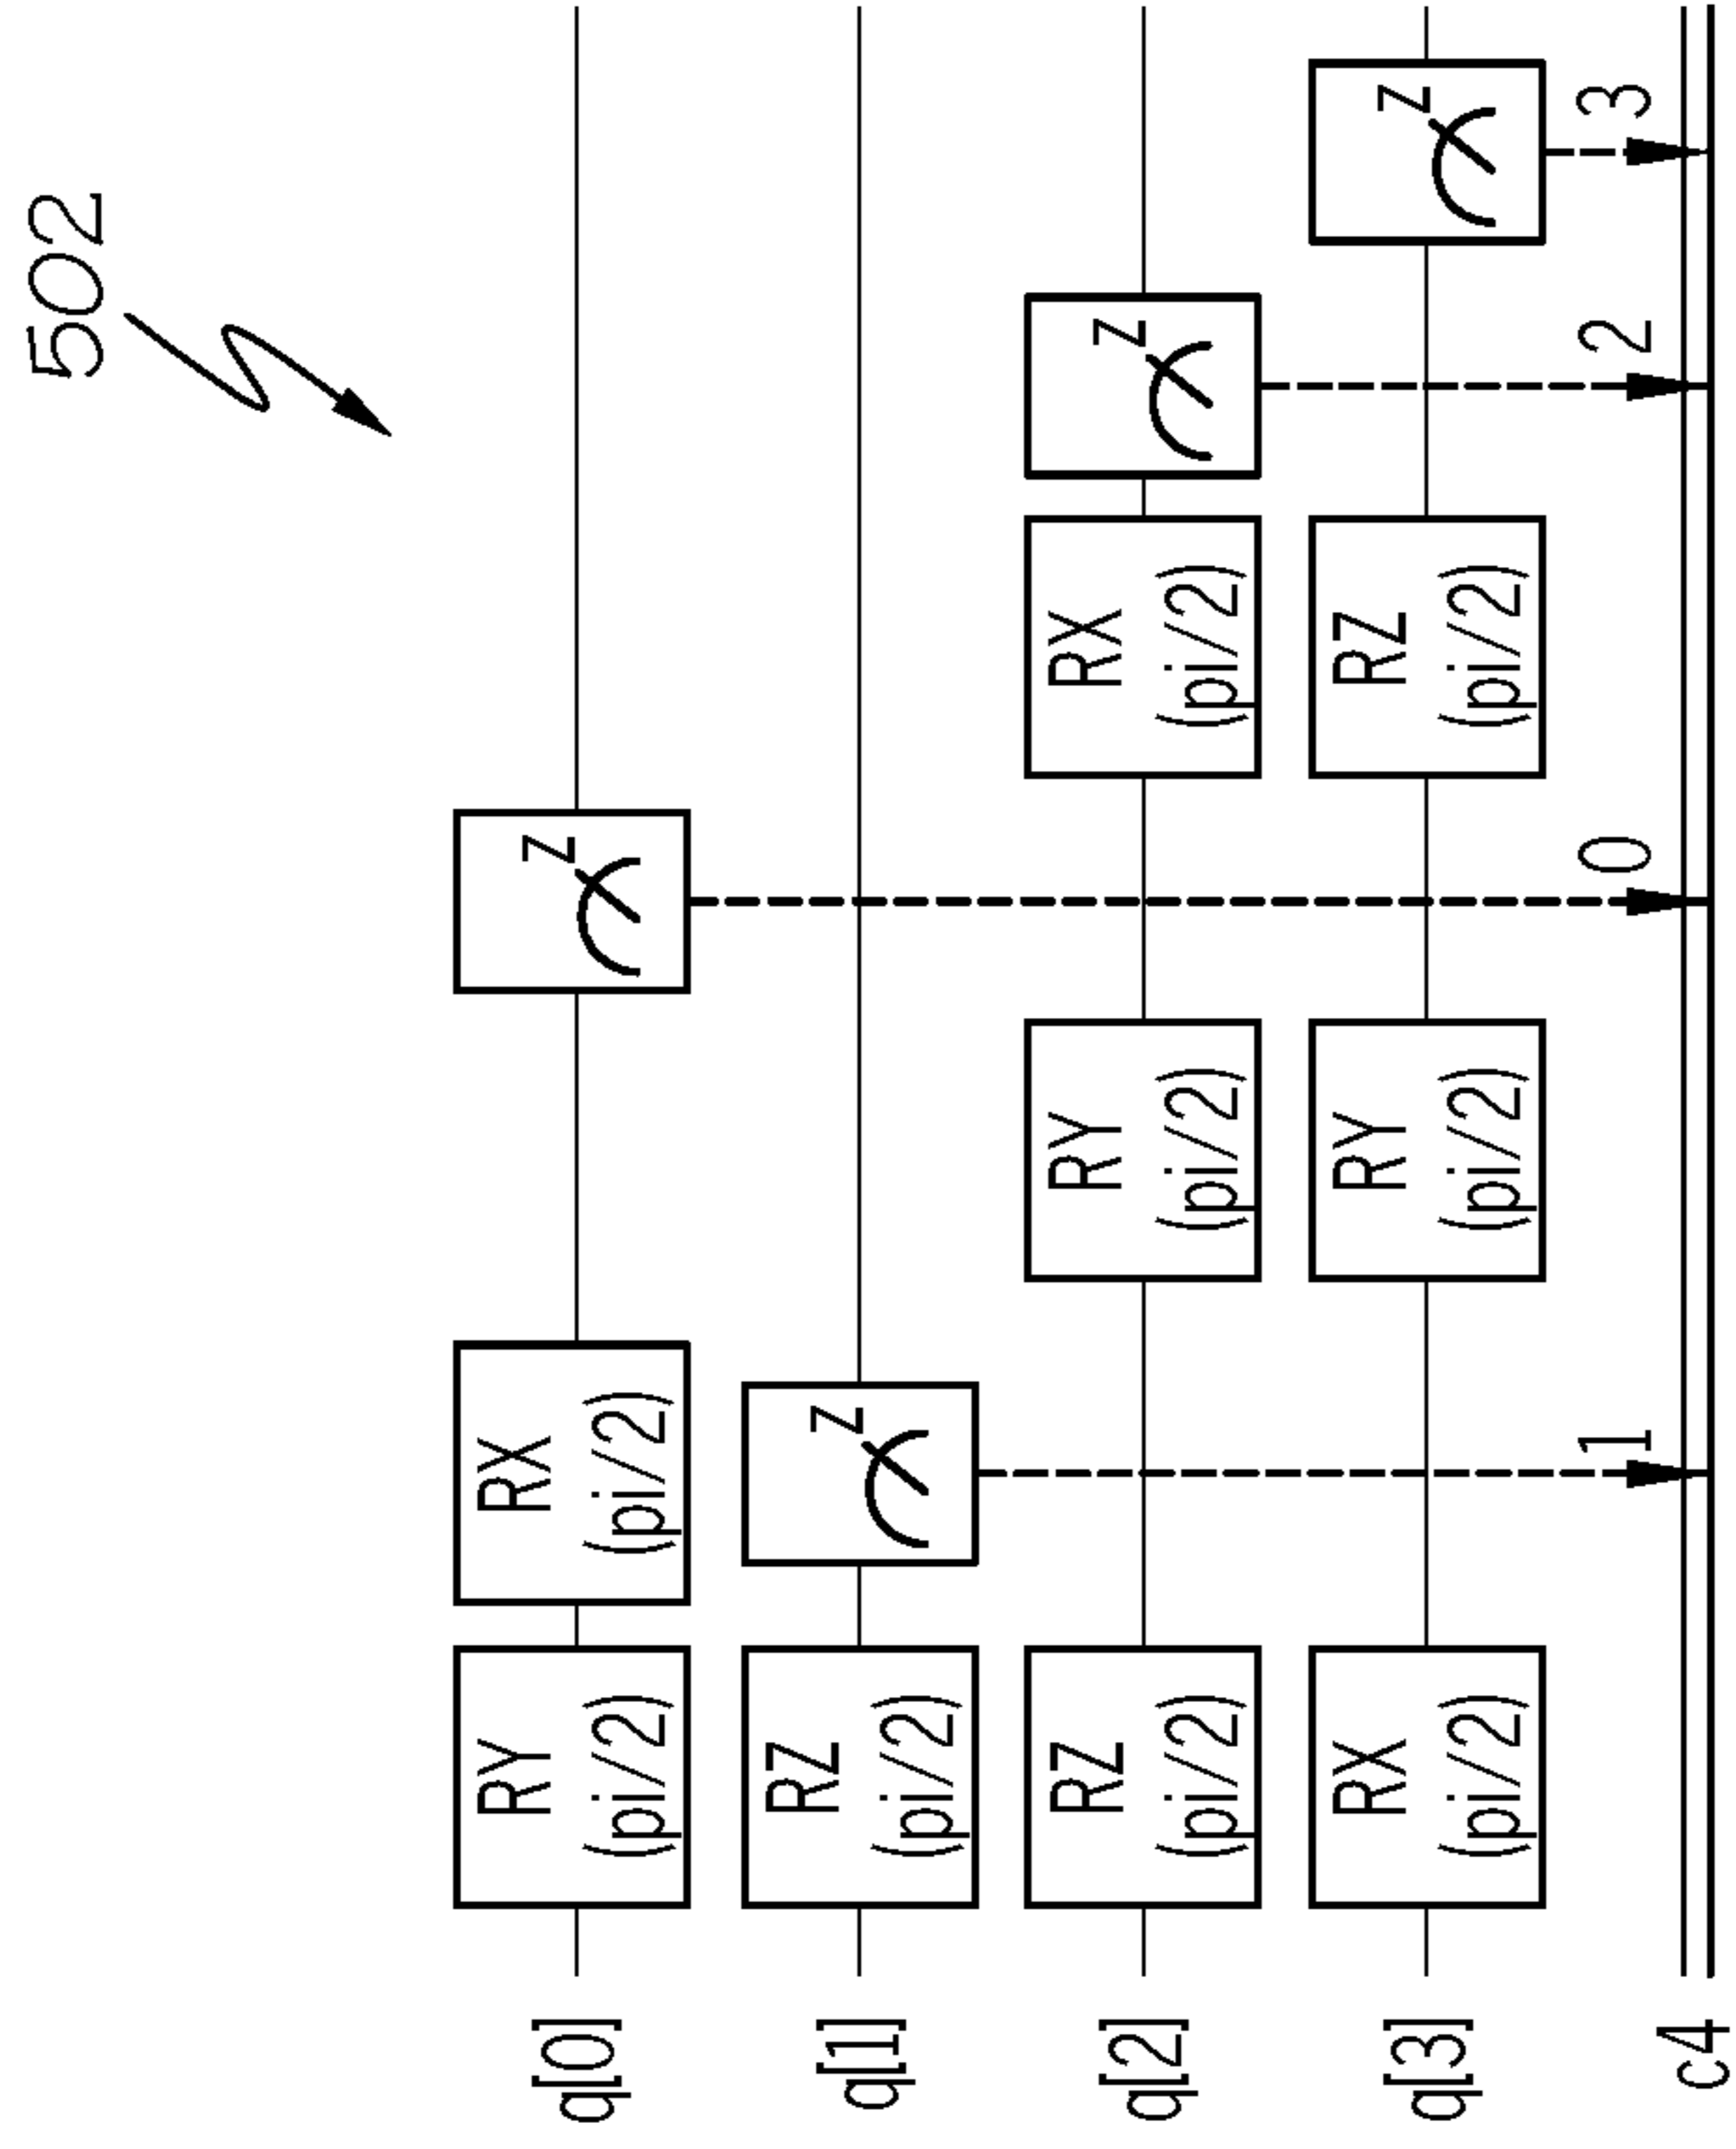 502
q[0]
RY
(pi/2)
RX
(pi/2)
Z
q[1]
RZ
(pi/2)
Z
q[2]
RZ
(pi/2)
RY
(pi/2)
RX
(pi/2)
Z
q[3]
RX
(pi/2)
RY
(pi/2)
RZ
(pi/2)
Z
c4
1
0
2
3